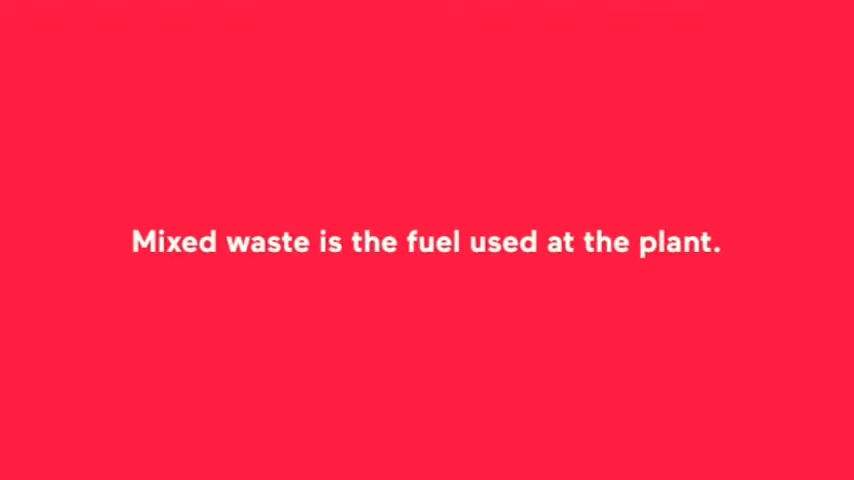 Mixed waste is the fuel used at the plant.